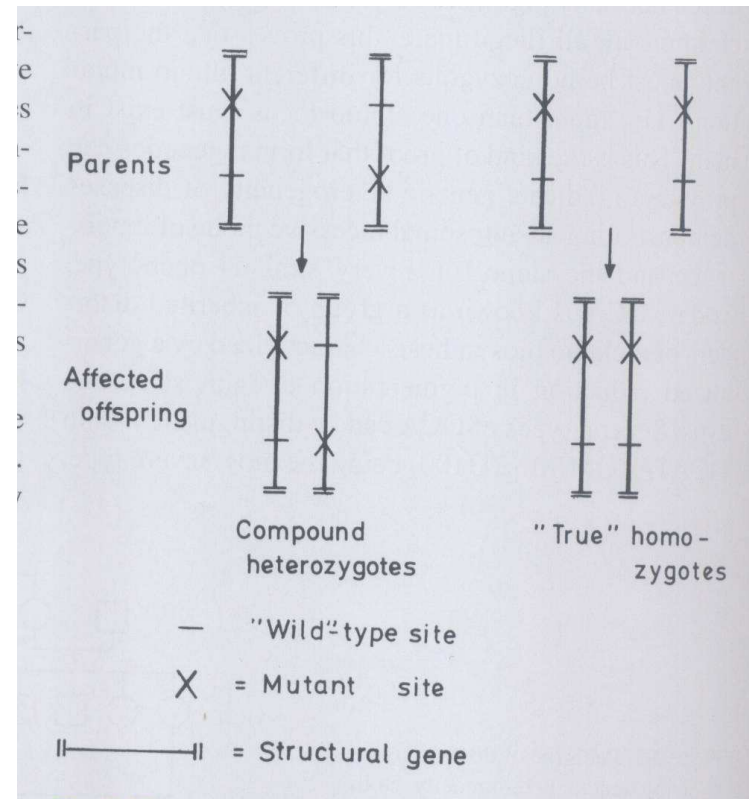 Parents
Affected
offspring
Compound
heterozygotes
"True" homo-
zygotes
"Wild"-type site
= Mutant site
= Structural gene